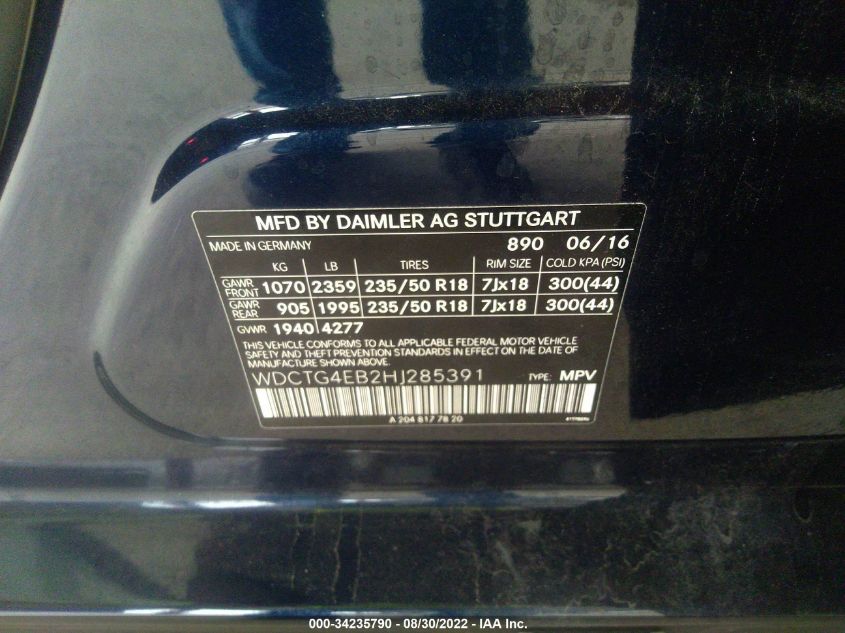 MFD BY DAIMLER AG STUTTGART
MADE IN GERMANY 890 06/16
KG LB TIRES RIM SIZE COLD KPA (PSI)
GAWR FRONT 1070 2359 235/50 R18 7Jx18 300(44)
GAWR REAR 905 1995 235/50 R18 7Jx18 300(44)
GVWR 1940 4277
THIS VEHICLE CONFORMS TO ALL APPLICABLE FEDERAL MOTOR VEHICLE
SAFETY AND THEFT PREVENTION STANDARDS IN EFFECT ON THE DATE OF
MANUFACTURE SHOWN ABOVE.
WDCTG4EB2HJ285391 TYPE: MPV
A 204 817 78 20
000-34235790 - 08/30/2022 - IAA Inc.